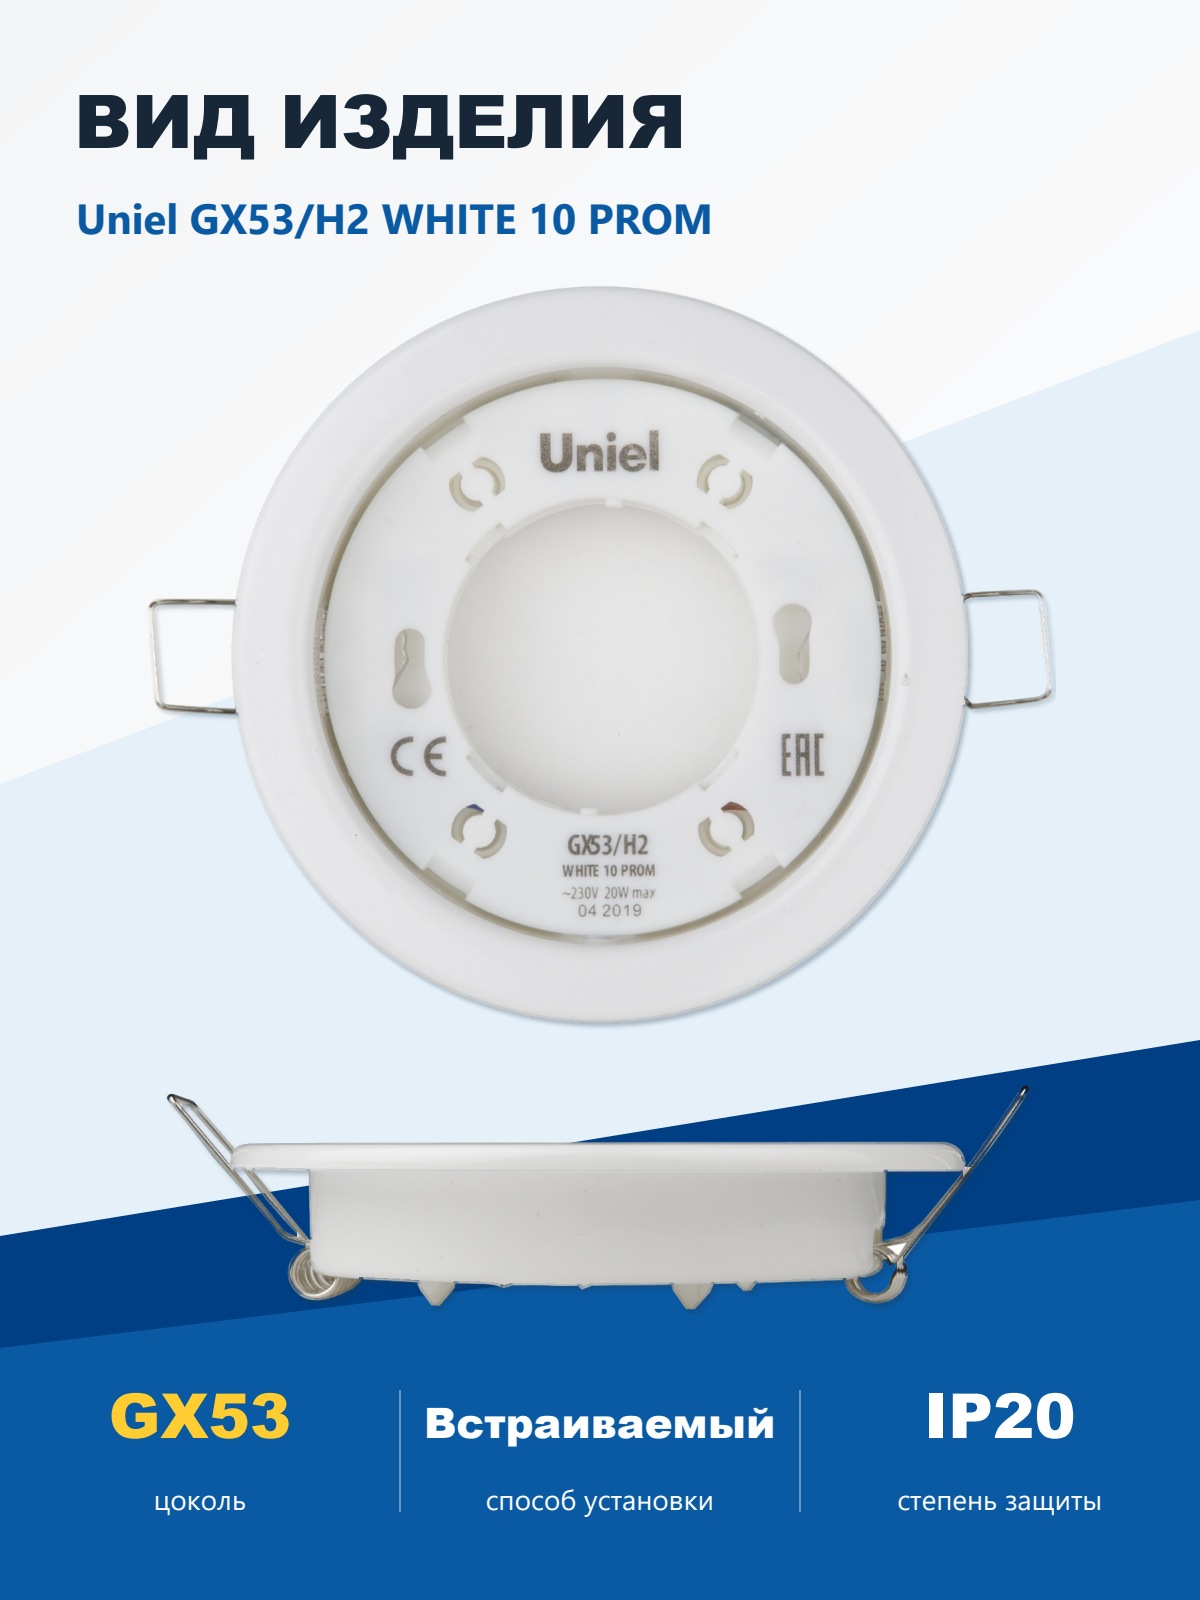 ВИД ИЗДЕЛИЯ
Uniel GX53/H2 WHITE 10 PROM
Uniel
CE
EAC
GX53/H2
WHITE 10 PROM
~230V 20W max
04 2019
GX53
цоколь
Встраиваемый
способ установки
IP20
степень защиты